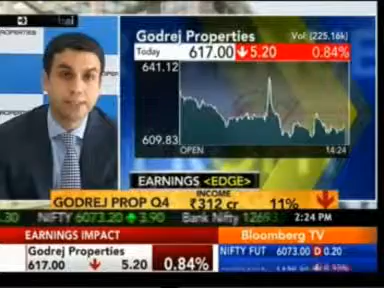 Godrej Properties Vol: (225.16k)
Today 617.00 5.20 0.84%
641.12
609.83
OPEN 14:24
EARNINGS <EDGE>
GODREJ PROP Q4 INCOME ₹312 cr 11%
.30 NIFTY 6073.20 3.90 Bank Nifty 2:24 PM
EARNINGS IMPACT Bloomberg TV
Godrej Properties
617.00 5.20 0.84%
NIFTY FUT 6073.00 D 0.20